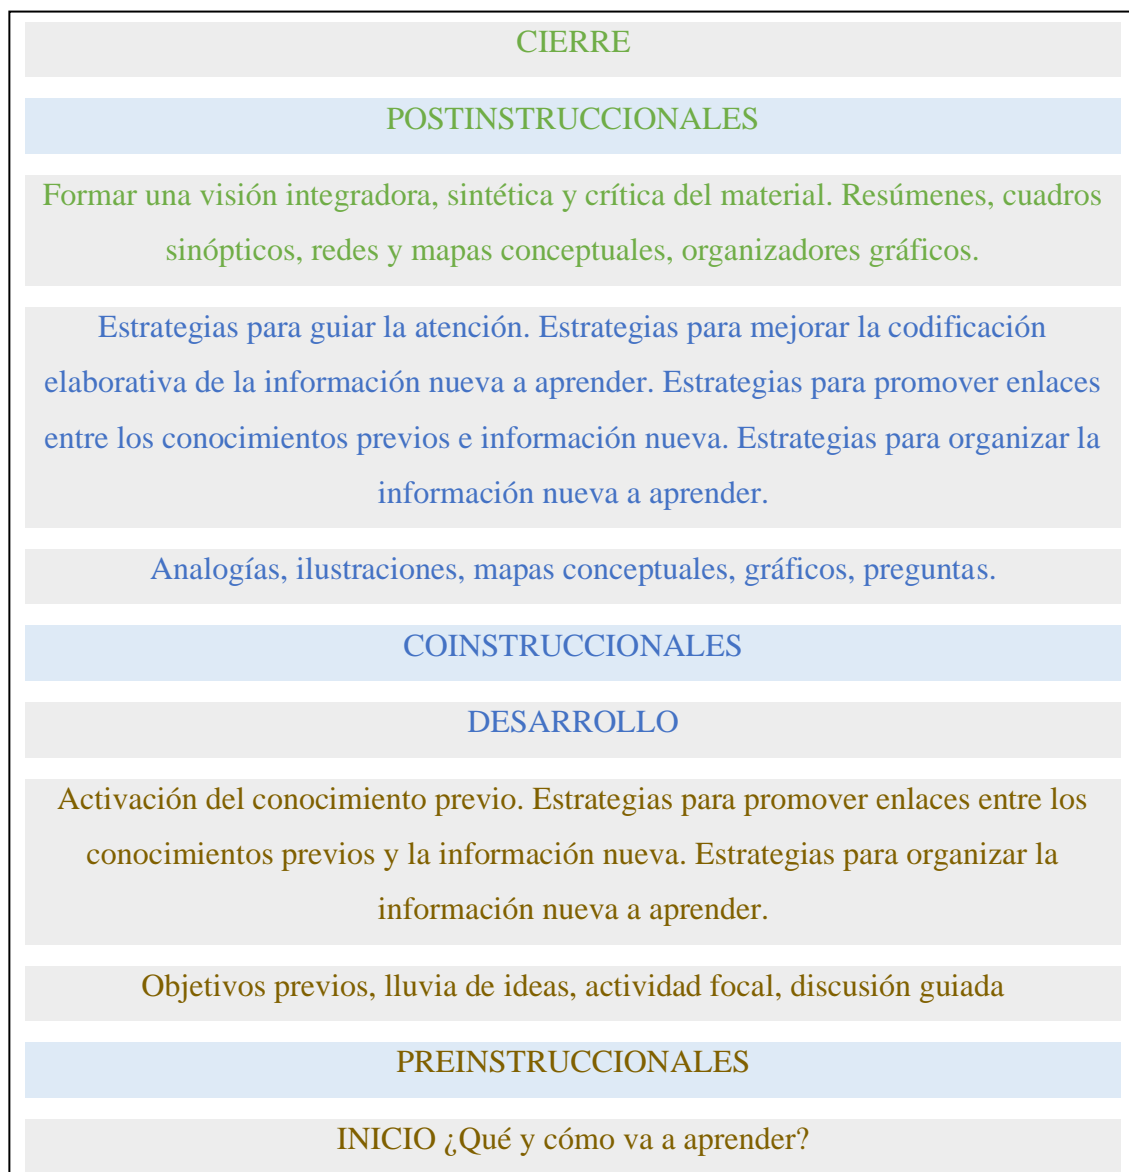 CIERRE
POSTINSTRUCCIONALES
Formar una visión integradora, sintética y crítica del material. Resúmenes, cuadros
sinópticos, redes y mapas conceptuales, organizadores gráficos.
Estrategias para guiar la atención. Estrategias para mejorar la codificación
elaborativa de la información nueva a aprender. Estrategias para promover enlaces
entre los conocimientos previos e información nueva. Estrategias para organizar la
información nueva a aprender.
Analogías, ilustraciones, mapas conceptuales, gráficos, preguntas.
COINSTRUCCIONALES
DESARROLLO
Activación del conocimiento previo. Estrategias para promover enlaces entre los
conocimientos previos y la información nueva. Estrategias para organizar la
información nueva a aprender.
Objetivos previos, lluvia de ideas, actividad focal, discusión guiada
PREINSTRUCCIONALES
INICIO ¿Qué y cómo va a aprender?